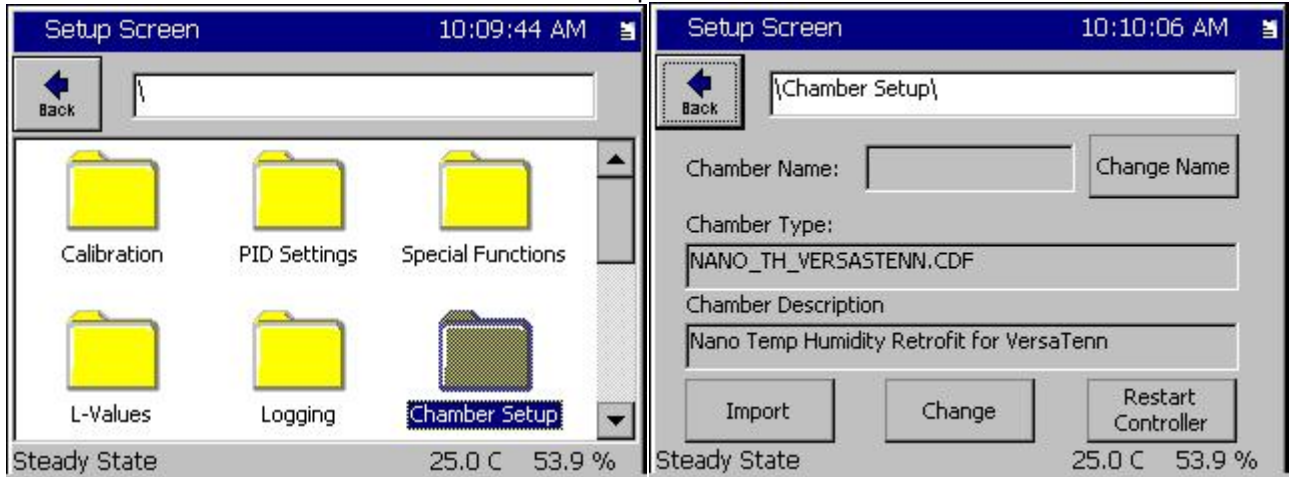 Setup Screen 10:09:44 AM
Back \
Calibration PID Settings Special Functions
L-Values Logging Chamber Setup
Steady State 25.0 C 53.9 %
Setup Screen 10:10:06 AM
Back \Chamber Setup\
Chamber Name: Change Name
Chamber Type:
NANO_TH_VERSASTENN.CDF
Chamber Description
Nano Temp Humidity Retrofit for VersaTenn
Import Change Restart
Controller
Steady State 25.0 C 53.9 %